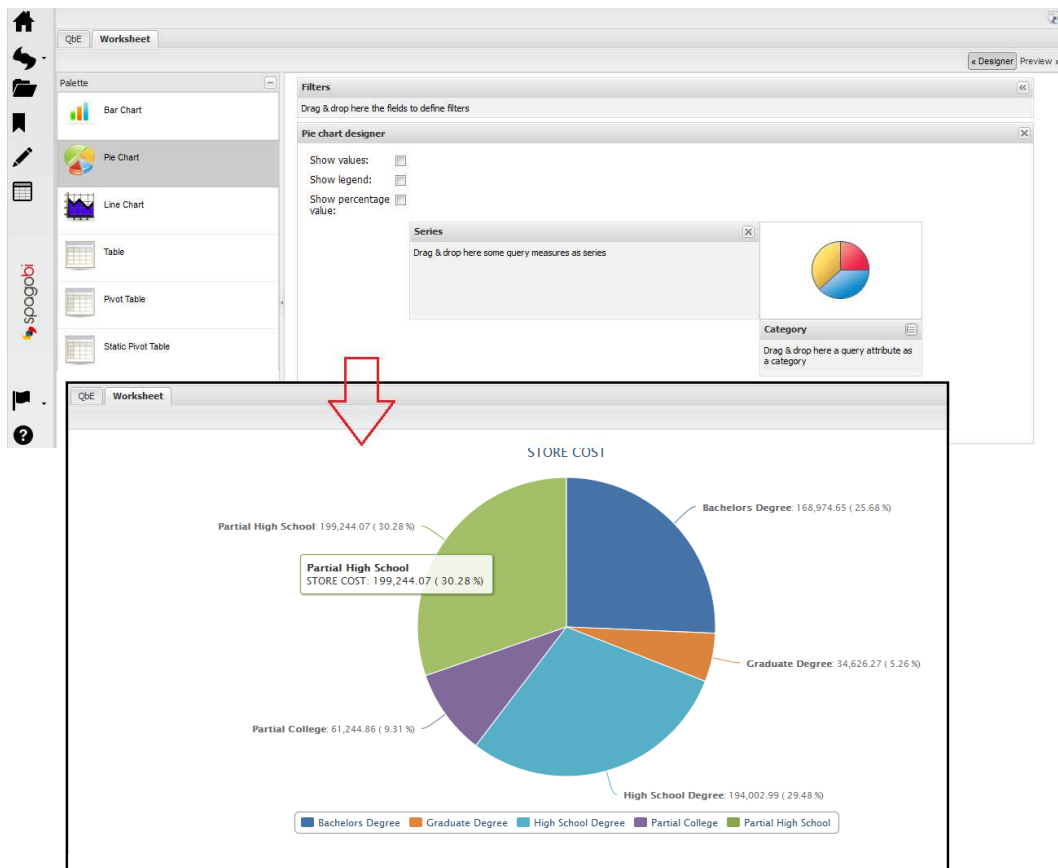 QbE Worksheet
« Designer Preview »
Palette
Bar Chart
Pie Chart
Line Chart
Table
Pivot Table
Static Pivot Table
spagobi
Filters
Drag & drop here the fields to define filters
Pie chart designer
Show values:
Show legend:
Show percentage
value:
Series
Drag & drop here some query measures as series
Category
Drag & drop here a query attribute as
a category
QbE Worksheet
STORE COST
Bachelors Degree: 168,974.65 ( 25.68 %)
Partial High School: 199,244.07 ( 30.28 %)
Partial High School
STORE COST: 199,244.07 ( 30.28 %)
Graduate Degree: 34,626.27 ( 5.26 %)
Partial College: 61,244.86 ( 9.31 %)
High School Degree: 194,002.99 ( 29.48 %)
Bachelors Degree Graduate Degree High School Degree Partial College Partial High School